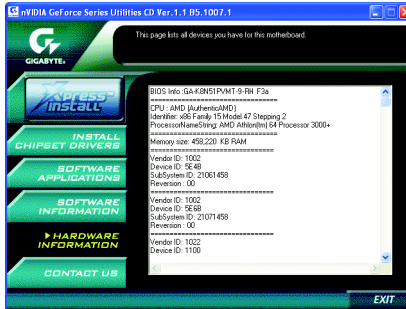 nVIDIA GeForce Series Utilities CD Ver.1.1 B5.1007.1
GIGABYTE
This page lists all devices you have for this motherboard.
Xpress-
INSTALL
INSTALL
CHIPSET DRIVERS
SOFTWARE
APPLICATIONS
SOFTWARE
INFORMATION
HARDWARE
INFORMATION
CONTACT US
BIOS Info :GA-K8N51PVMT-9-RH F3a
==============================
CPU : AMD {AuthenticAMD}
Identifier: x86 Family 15 Model 47 Stepping 2
ProcessorNameString: AMD Athlon(tm) 64 Processor 3000+
==============================
Memory size: 458,220 KB RAM
==============================
Vendor ID: 1002
Device ID: 5E4B
SubSystem ID: 21061458
Reversion : 00
==============================
Vendor ID: 1002
Device ID: 5E6B
SubSystem ID: 21071458
Reversion : 00
==============================
Vendor ID: 1022
Device ID: 1100
EXIT